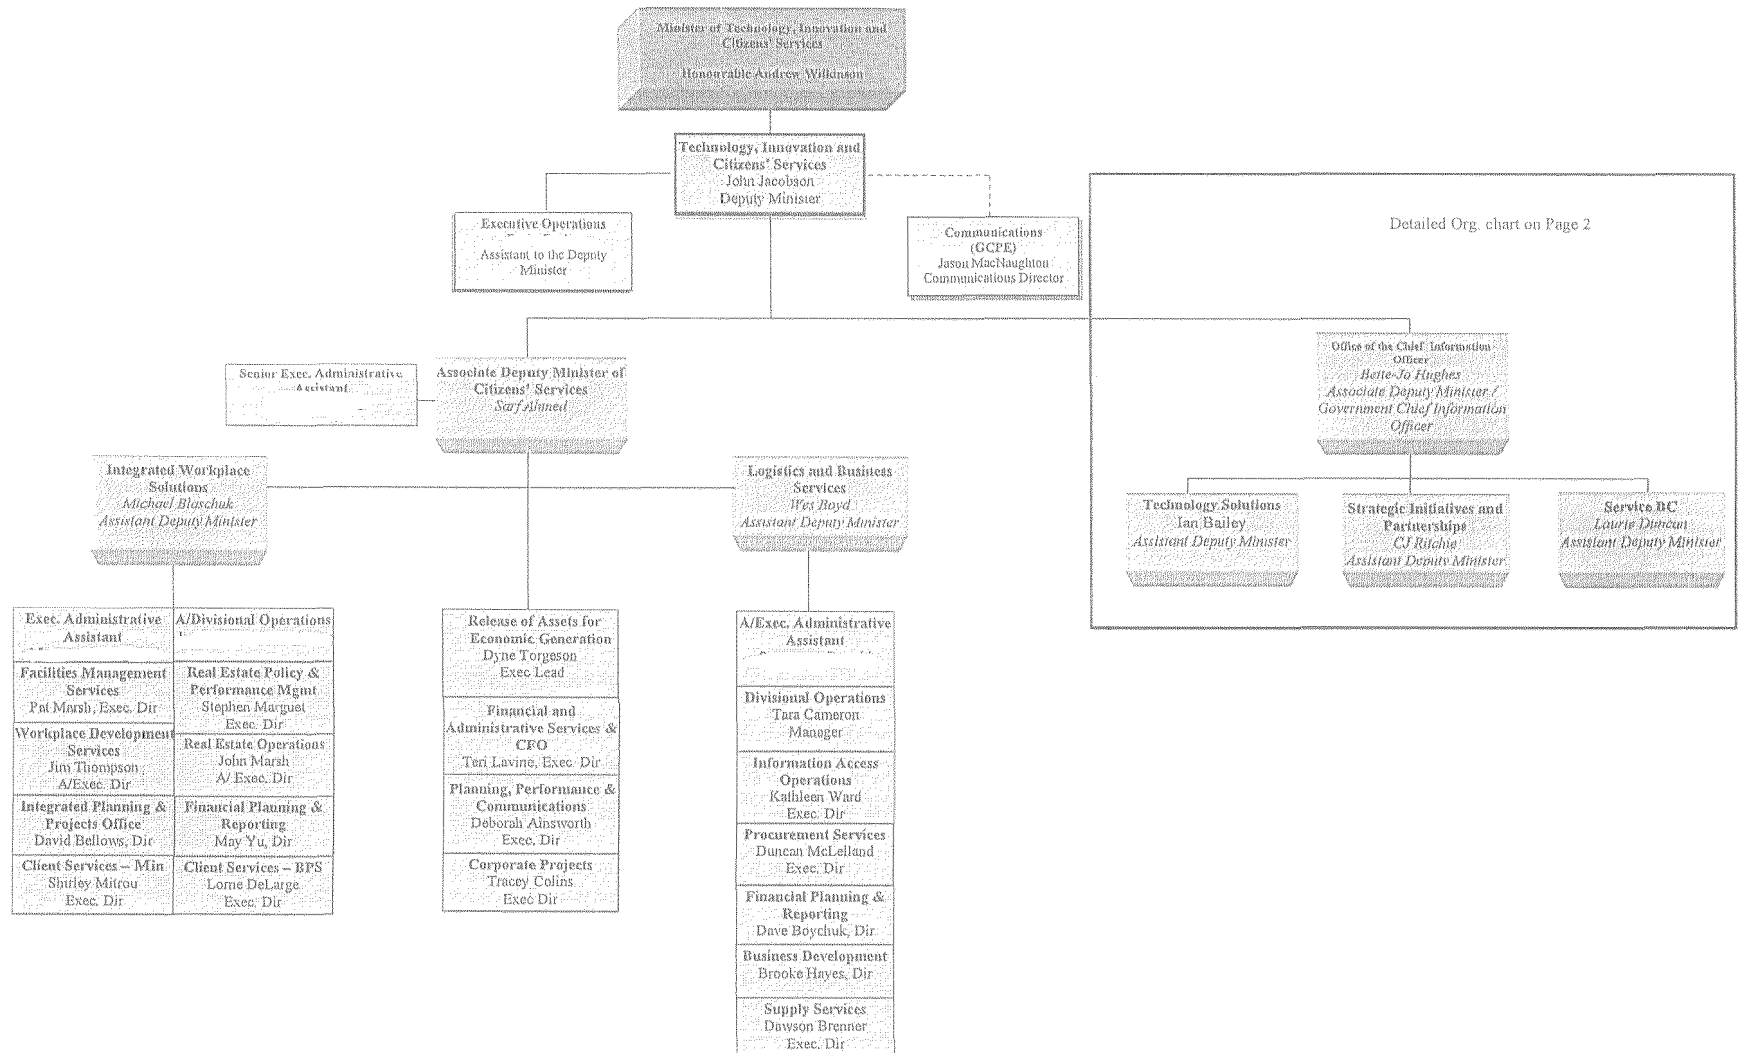 Minister of Technology, Innovation and
Citizens' Services
Honourable Andrew Wilkinson
Technology, Innovation and
Citizens' Services
John Jacobson
Deputy Minister
Executive Operations
Assistant to the Deputy
Minister
Communications
(GCPE)
Jason MacNaughton
Communications Director
Detailed Org. chart on Page 2
Senior Exec. Administrative
Assistant
Associate Deputy Minister of
Citizens' Services
Sarf Ahmed
Office of the Chief Information
Officer
Bette-Jo Hughes
Associate Deputy Minister /
Government Chief Information
Officer
Integrated Workplace
Solutions
Michael Blaschuk
Assistant Deputy Minister
Logistics and Business
Services
Wes Boyd
Assistant Deputy Minister
Technology Solutions
Ian Bailey
Assistant Deputy Minister
Strategic Initiatives and
Partnerships
CJ Ritchie
Assistant Deputy Minister
Service BC
Laurie Duncan
Assistant Deputy Minister
Exec. Administrative
Assistant
A/Divisional Operations
Facilities Management
Services
Pat Marsh, Exec. Dir
Real Estate Policy &
Performance Mgmt
Stephen Marguet
Exec. Dir
Workplace Development
Services
Jim Thompson
A/Exec. Dir
Real Estate Operations
John Marsh
A/ Exec. Dir
Integrated Planning &
Projects Office
David Bellows, Dir
Financial Planning &
Reporting
May Yu, Dir
Client Services – Min
Shirley Mitrou
Exec. Dir
Client Services – BPS
Lorne DeLarge
Exec. Dir
Release of Assets for
Economic Generation
Dyne Torgeson
Exec Lead
Financial and
Administrative Services &
CFO
Teri Lavine, Exec Dir
Planning, Performance &
Communications
Deborah Ainsworth
Exec. Dir
Corporate Projects
Tracey Colins
Exec Dir
A/Exec. Administrative
Assistant
Divisional Operations
Tara Cameron
Manager
Information Access
Operations
Kathleen Ward
Exec. Dir
Procurement Services
Duncan McLelland
Exec. Dir
Financial Planning &
Reporting
Dave Boychuk, Dir
Business Development
Brooke Hayes, Dir
Supply Services
Dawson Brenner
Exec. Dir